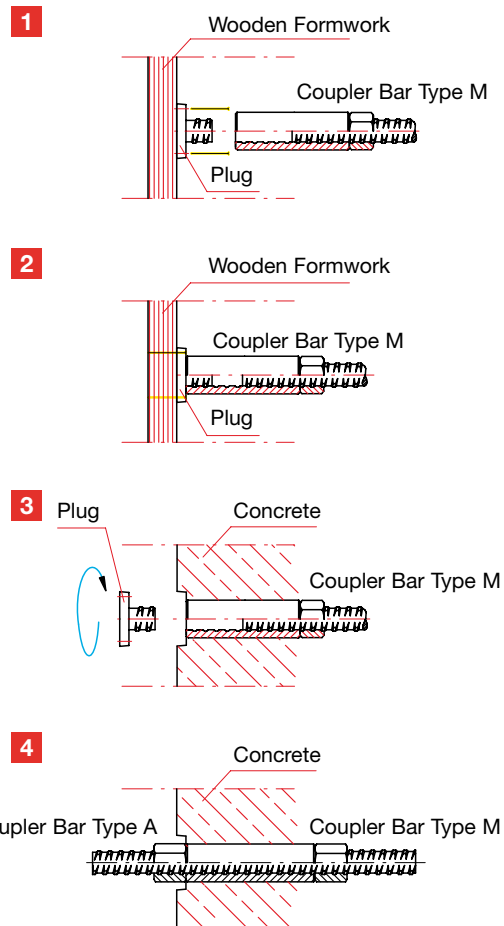 1
Wooden Formwork
Coupler Bar Type M
Plug
2
Wooden Formwork
Coupler Bar Type M
Plug
3
Plug
Concrete
Coupler Bar Type M
4
Concrete
upler Bar Type A
Coupler Bar Type M